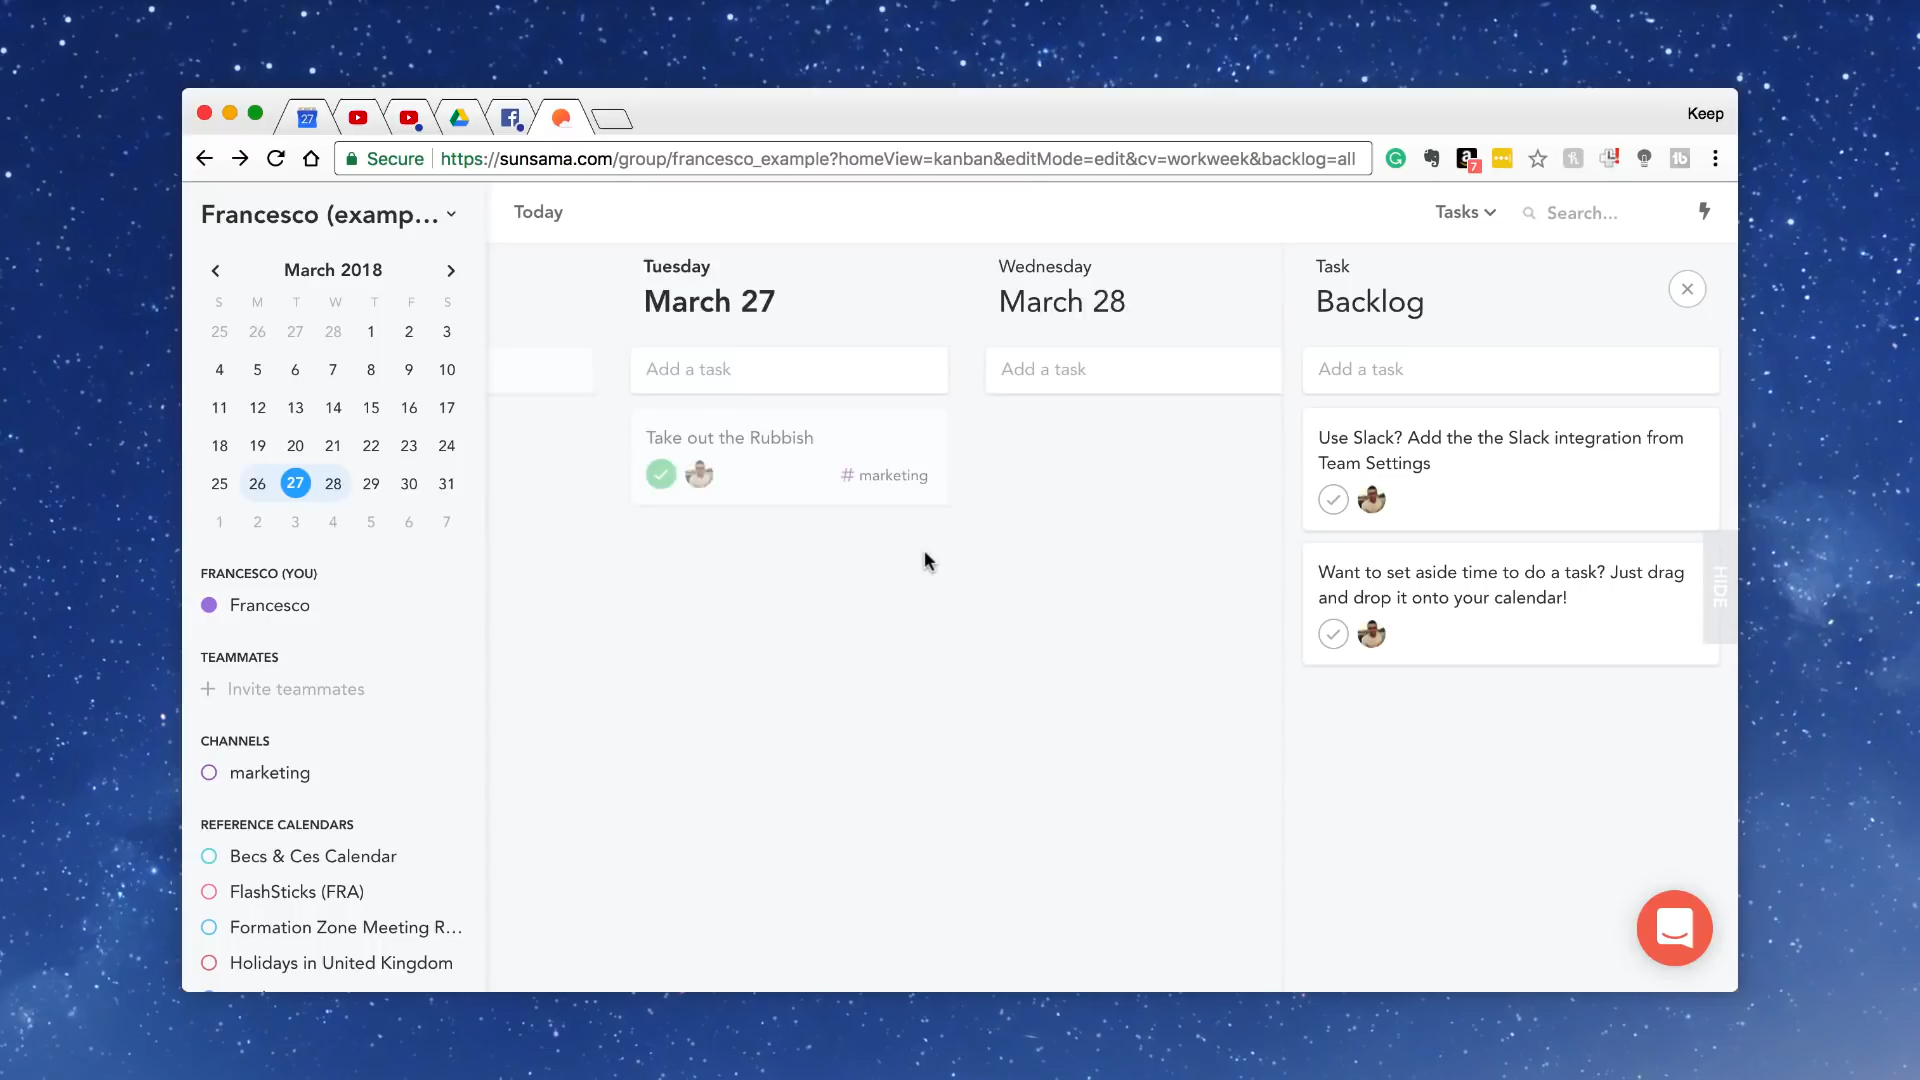 27
Keep
Secure
https://sunsama.com/group/francesco_example?homeView=kanban&editMode=edit&cv=workweek&backlog=all
7
Francesco (examp...
Today
Tasks
Search...
March 2018
S M T W T F S
25 26 27 28 1 2 3
4 5 6 7 8 9 10
11 12 13 14 15 16 17
18 19 20 21 22 23 24
25 26 27 28 29 30 31
1 2 3 4 5 6 7
FRANCESCO (YOU)
Francesco
TEAMMATES
Invite teammates
CHANNELS
marketing
REFERENCE CALENDARS
Becs & Ces Calendar
FlashSticks (FRA)
Formation Zone Meeting R...
Holidays in United Kingdom
Tuesday
March 27
Add a task
Take out the Rubbish
# marketing
Wednesday
March 28
Add a task
Task
Backlog
Add a task
Use Slack? Add the the Slack integration from
Team Settings
Want to set aside time to do a task? Just drag
and drop it onto your calendar!
HIDE